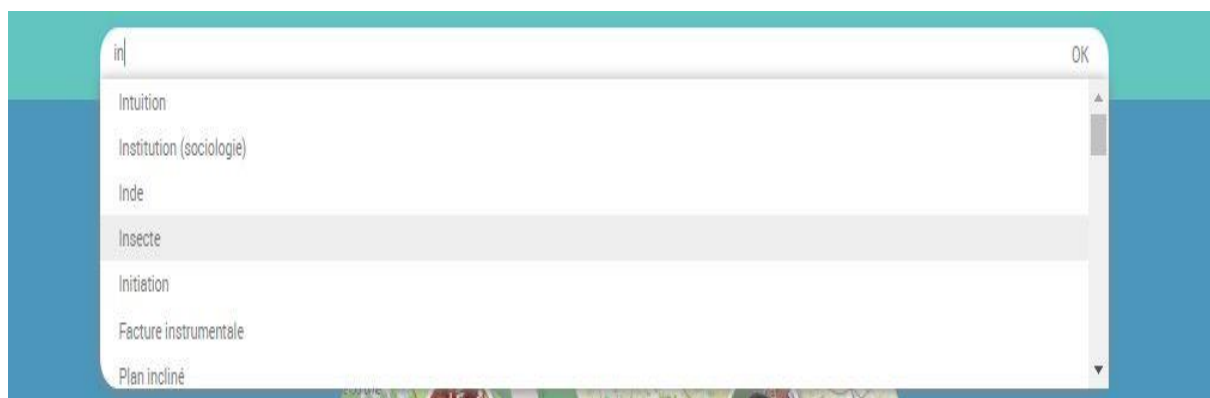 in
OK
Intuition
Institution (sociologie)
Inde
Insecte
Initiation
Facture instrumentale
Plan incliné